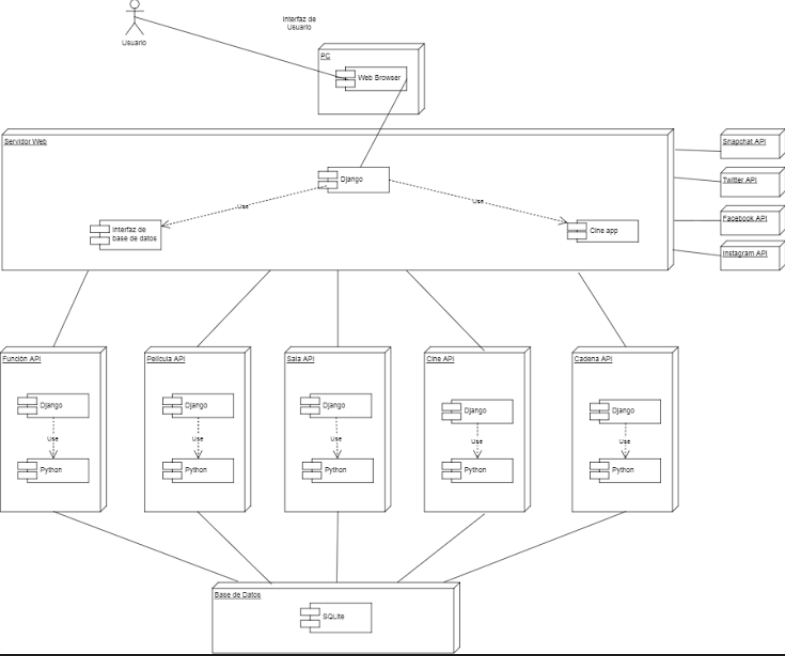 Interfaz de
Usuario
Usuario
PC
Web Browser
Servidor Web
Snapchat API
Django
Twitter API
Use
Use
Interfaz de
base de datos
Cine app
Facebook API
Instagram API
Función API
Película API
Sala API
Cine API
Cadena API
Django
Django
Django
Django
Django
Use
Use
Use
Use
Use
Python
Python
Python
Python
Python
Base de Datos
SQLite